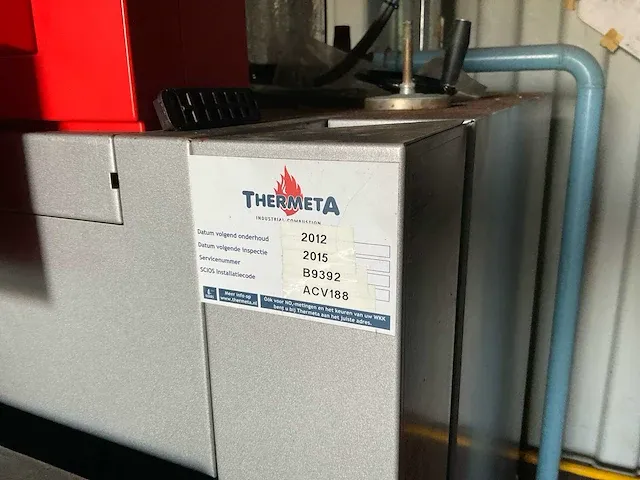 THERMETA
INDUSTRIAL COMBUSTION
Datum volgend onderhoud 2012
Datum volgende inspectie 2015
Servicenummer B9392
SCIOS installatiecode ACV188
Meer info op
www.thermeta.nl
Óók voor NOx-metingen en het keuren van uw WKK
bent u bij Thermeta aan het juiste adres.